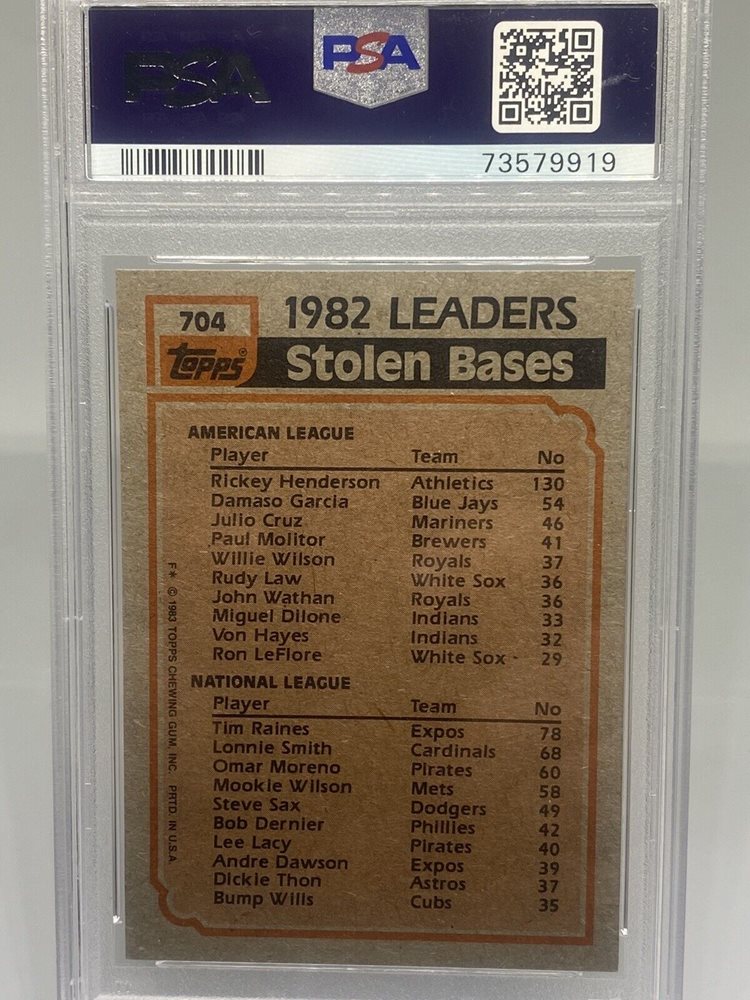 PSA
PSA
73579919
704 1982 LEADERS
topps® Stolen Bases
AMERICAN LEAGUE
Player Team No
Rickey Henderson Athletics 130
Damaso Garcia Blue Jays 54
Julio Cruz Mariners 46
Paul Molitor Brewers 41
Willie Wilson Royals 37
Rudy Law White Sox 36
John Wathan Royals 36
Miguel Dilone Indians 33
Von Hayes Indians 32
Ron LeFlore White Sox - 29
NATIONAL LEAGUE
Player Team No
Tim Raines Expos 78
Lonnie Smith Cardinals 68
Omar Moreno Pirates 60
Mookie Wilson Mets 58
Steve Sax Dodgers 49
Bob Dernier Phillies 42
Lee Lacy Pirates 40
Andre Dawson Expos 39
Dickie Thon Astros 37
Bump Wills Cubs 35
F* © 1983 TOPPS CHEWING GUM, INC. PRTD. IN U.S.A.